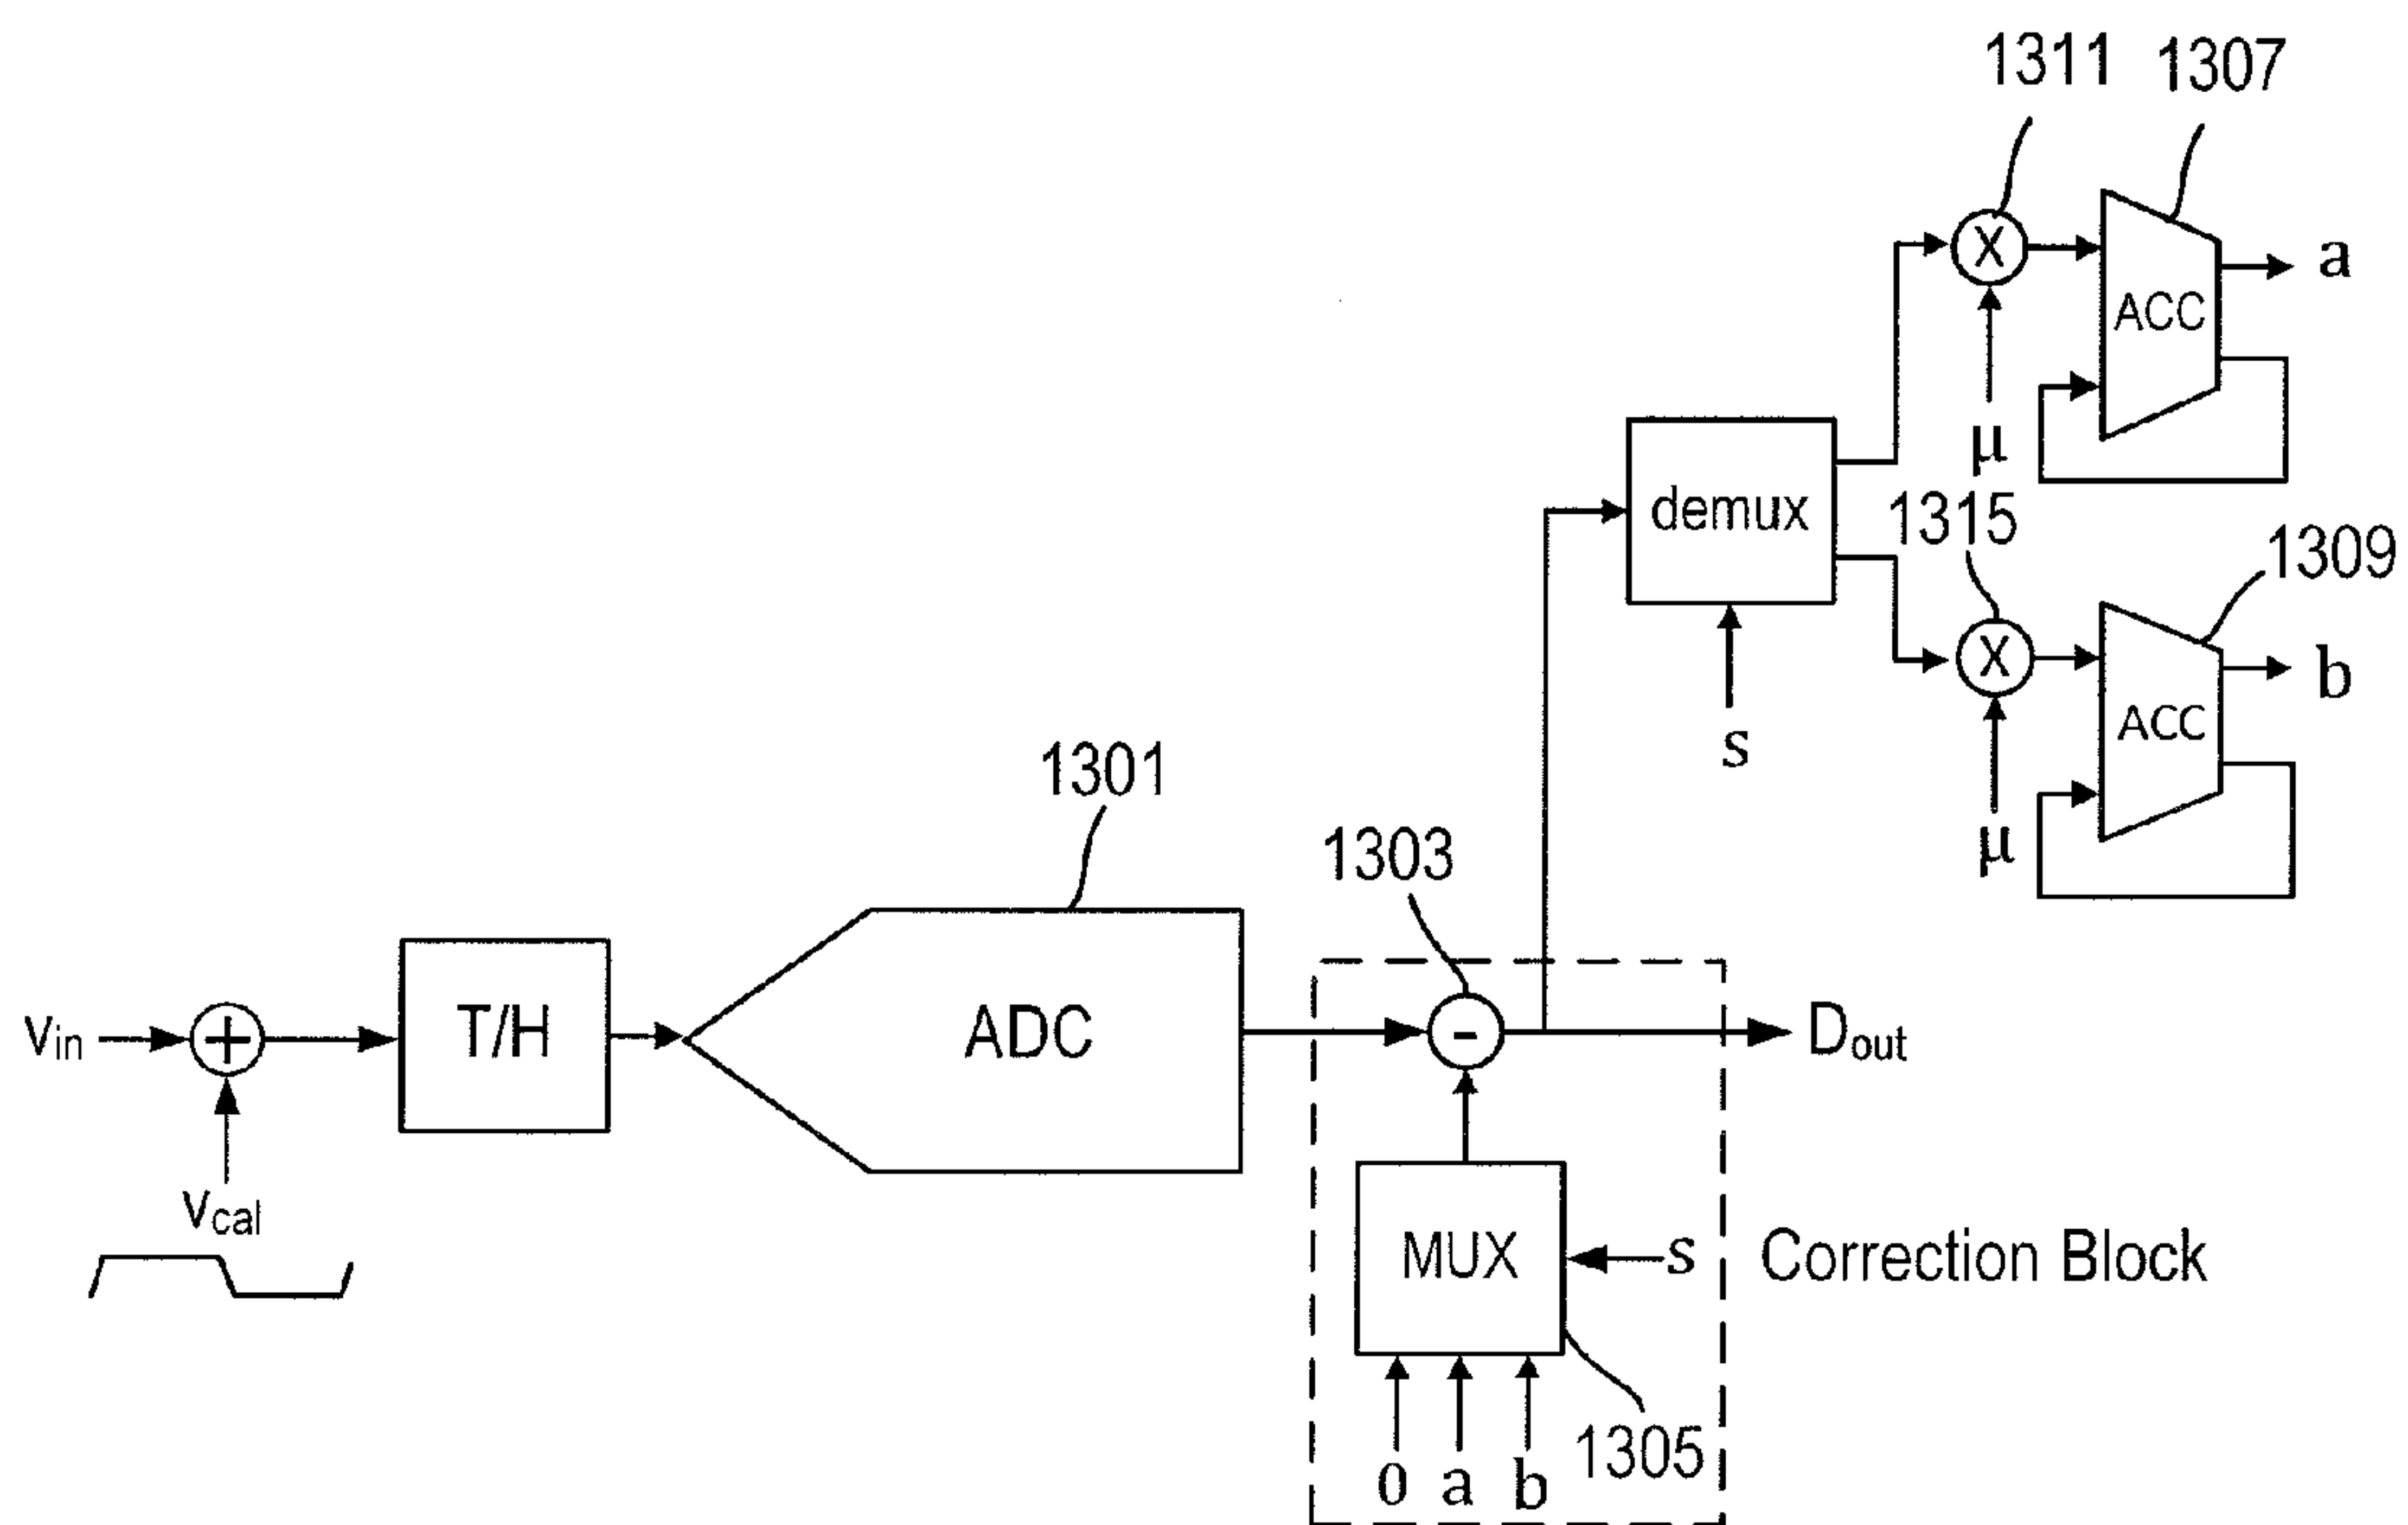 1311 1307
X
ACC
a
μ
demux
1315
1309
X
ACC
b
s
μ
1301
1303
Vin
+
T/H
ADC
-
Dout
Vcal
MUX
s
Correction Block
1305
0 a b